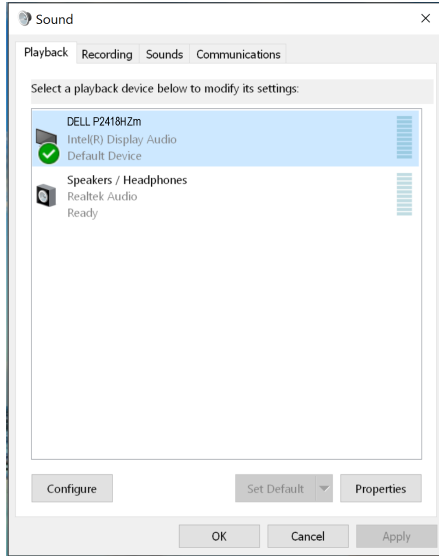 Sound
Playback Recording Sounds Communications
Select a playback device below to modify its settings:
DELL P2418HZm
Intel(R) Display Audio
Default Device
Speakers / Headphones
Realtek Audio
Ready
Configure Set Default Properties
OK Cancel Apply